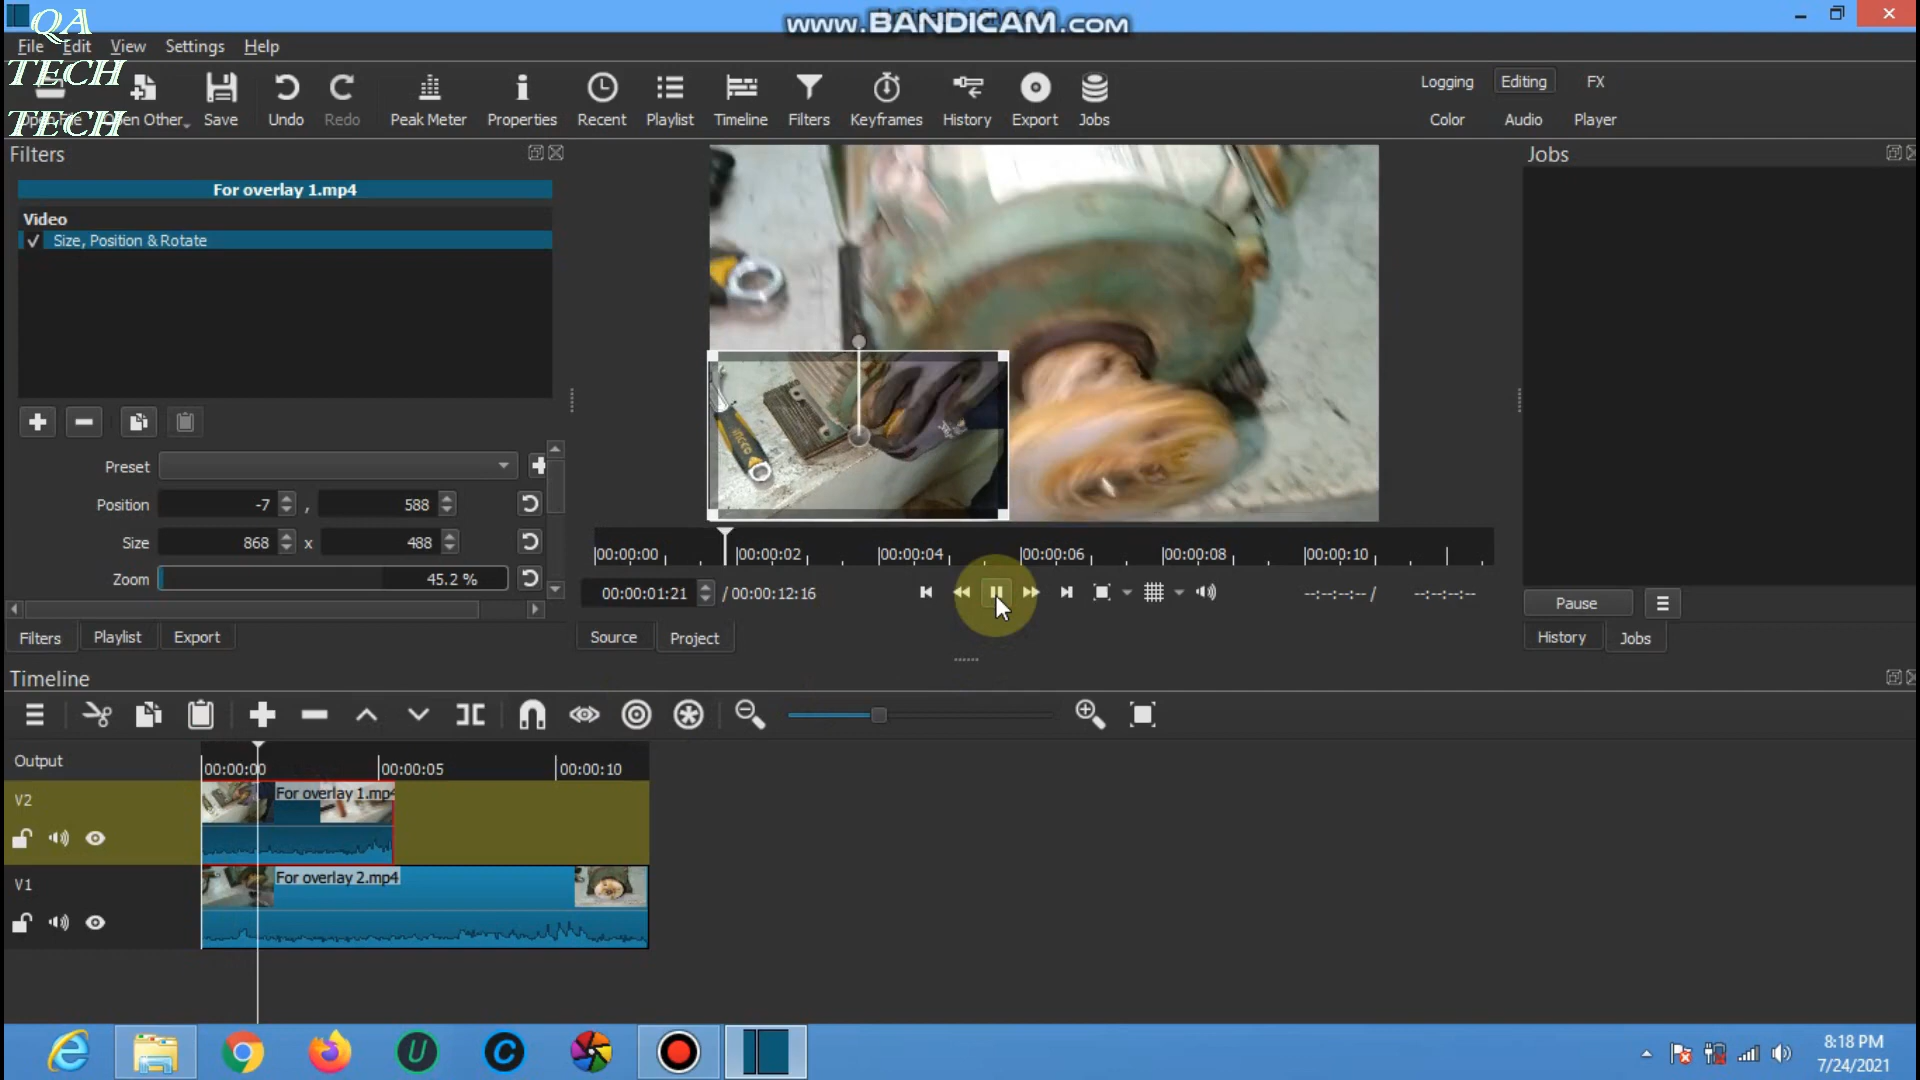 QA
TECH
TECH
www.BANDICAM.com
File Edit View Settings Help
Open Other Save Undo Redo Peak Meter Properties Recent Playlist Timeline Filters Keyframes History Export Jobs
Logging Editing FX
Color Audio Player
Filters
For overlay 1.mp4
Video
Size, Position & Rotate
Preset
Position -7 , 588
Size 868 x 488
Zoom 45.2 %
Filters Playlist Export
INGCO
00:00:00 00:00:02 00:00:04 00:00:06 00:00:08 00:00:10
00:00:01:21 / 00:00:12:16 --:--:--:-- / --:--:--:--
Source Project
Jobs
Pause
History Jobs
Timeline
Output
00:00:00 00:00:05 00:00:10
V2
For overlay 1.mp4
V1
For overlay 2.mp4
8:18 PM
7/24/2021